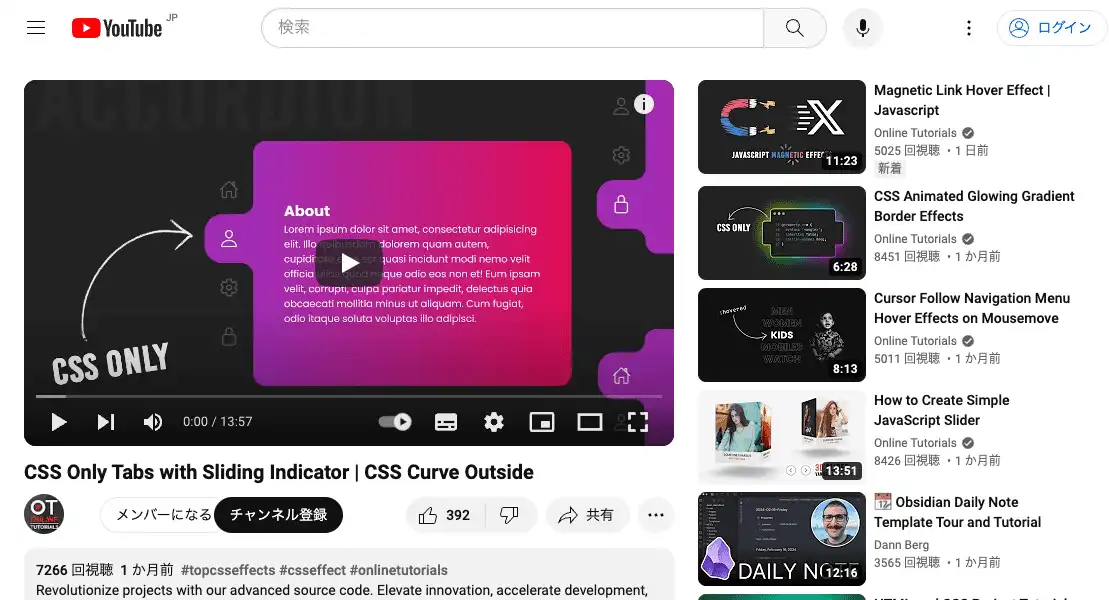 YouTube JP
検索
ログイン
ACCORDION
About
Lorem ipsum dolor sit amet, consectetur adipisicing
elit. Illo dolorem quam autem,
quasi incidunt modi nemo velit
officia odio eos non et! Eum ipsam
velit, corrupti, culpa pariatur impedit, delectus quia
obcaecati mollitia minus ut aliquam. Cum fugiat,
odio itaque soluta voluptas illo adipisci.
CSS ONLY
0:00 / 13:57
CSS Only Tabs with Sliding Indicator | CSS Curve Outside
OT
ONLINE
TUTORIALS
メンバーになる
チャンネル登録
392
共有
7266 回視聴 1 か月前 #topcsseffects #csseffect #onlinetutorials
Revolutionize projects with our advanced source code. Elevate innovation, accelerate development,
JAVASCRIPT MAGNETIC EFFECT
11:23
Magnetic Link Hover Effect |
Javascript
Online Tutorials
5025 回視聴 ・1 日前
新着
CSS ONLY
6:28
CSS Animated Glowing Gradient
Border Effects
Online Tutorials
8451 回視聴 ・1 か月前
:hovered
MEN
WOMEN
KIDS
MOBILES
WATCH
8:13
Cursor Follow Navigation Menu
Hover Effects on Mousemove
Online Tutorials
5011 回視聴 ・1 か月前
13:51
How to Create Simple
JavaScript Slider
Online Tutorials
8426 回視聴 ・1 か月前
DAILY NO
12:16
📆 Obsidian Daily Note
Template Tour and Tutorial
Dann Berg
3565 回視聴 ・1 か月前